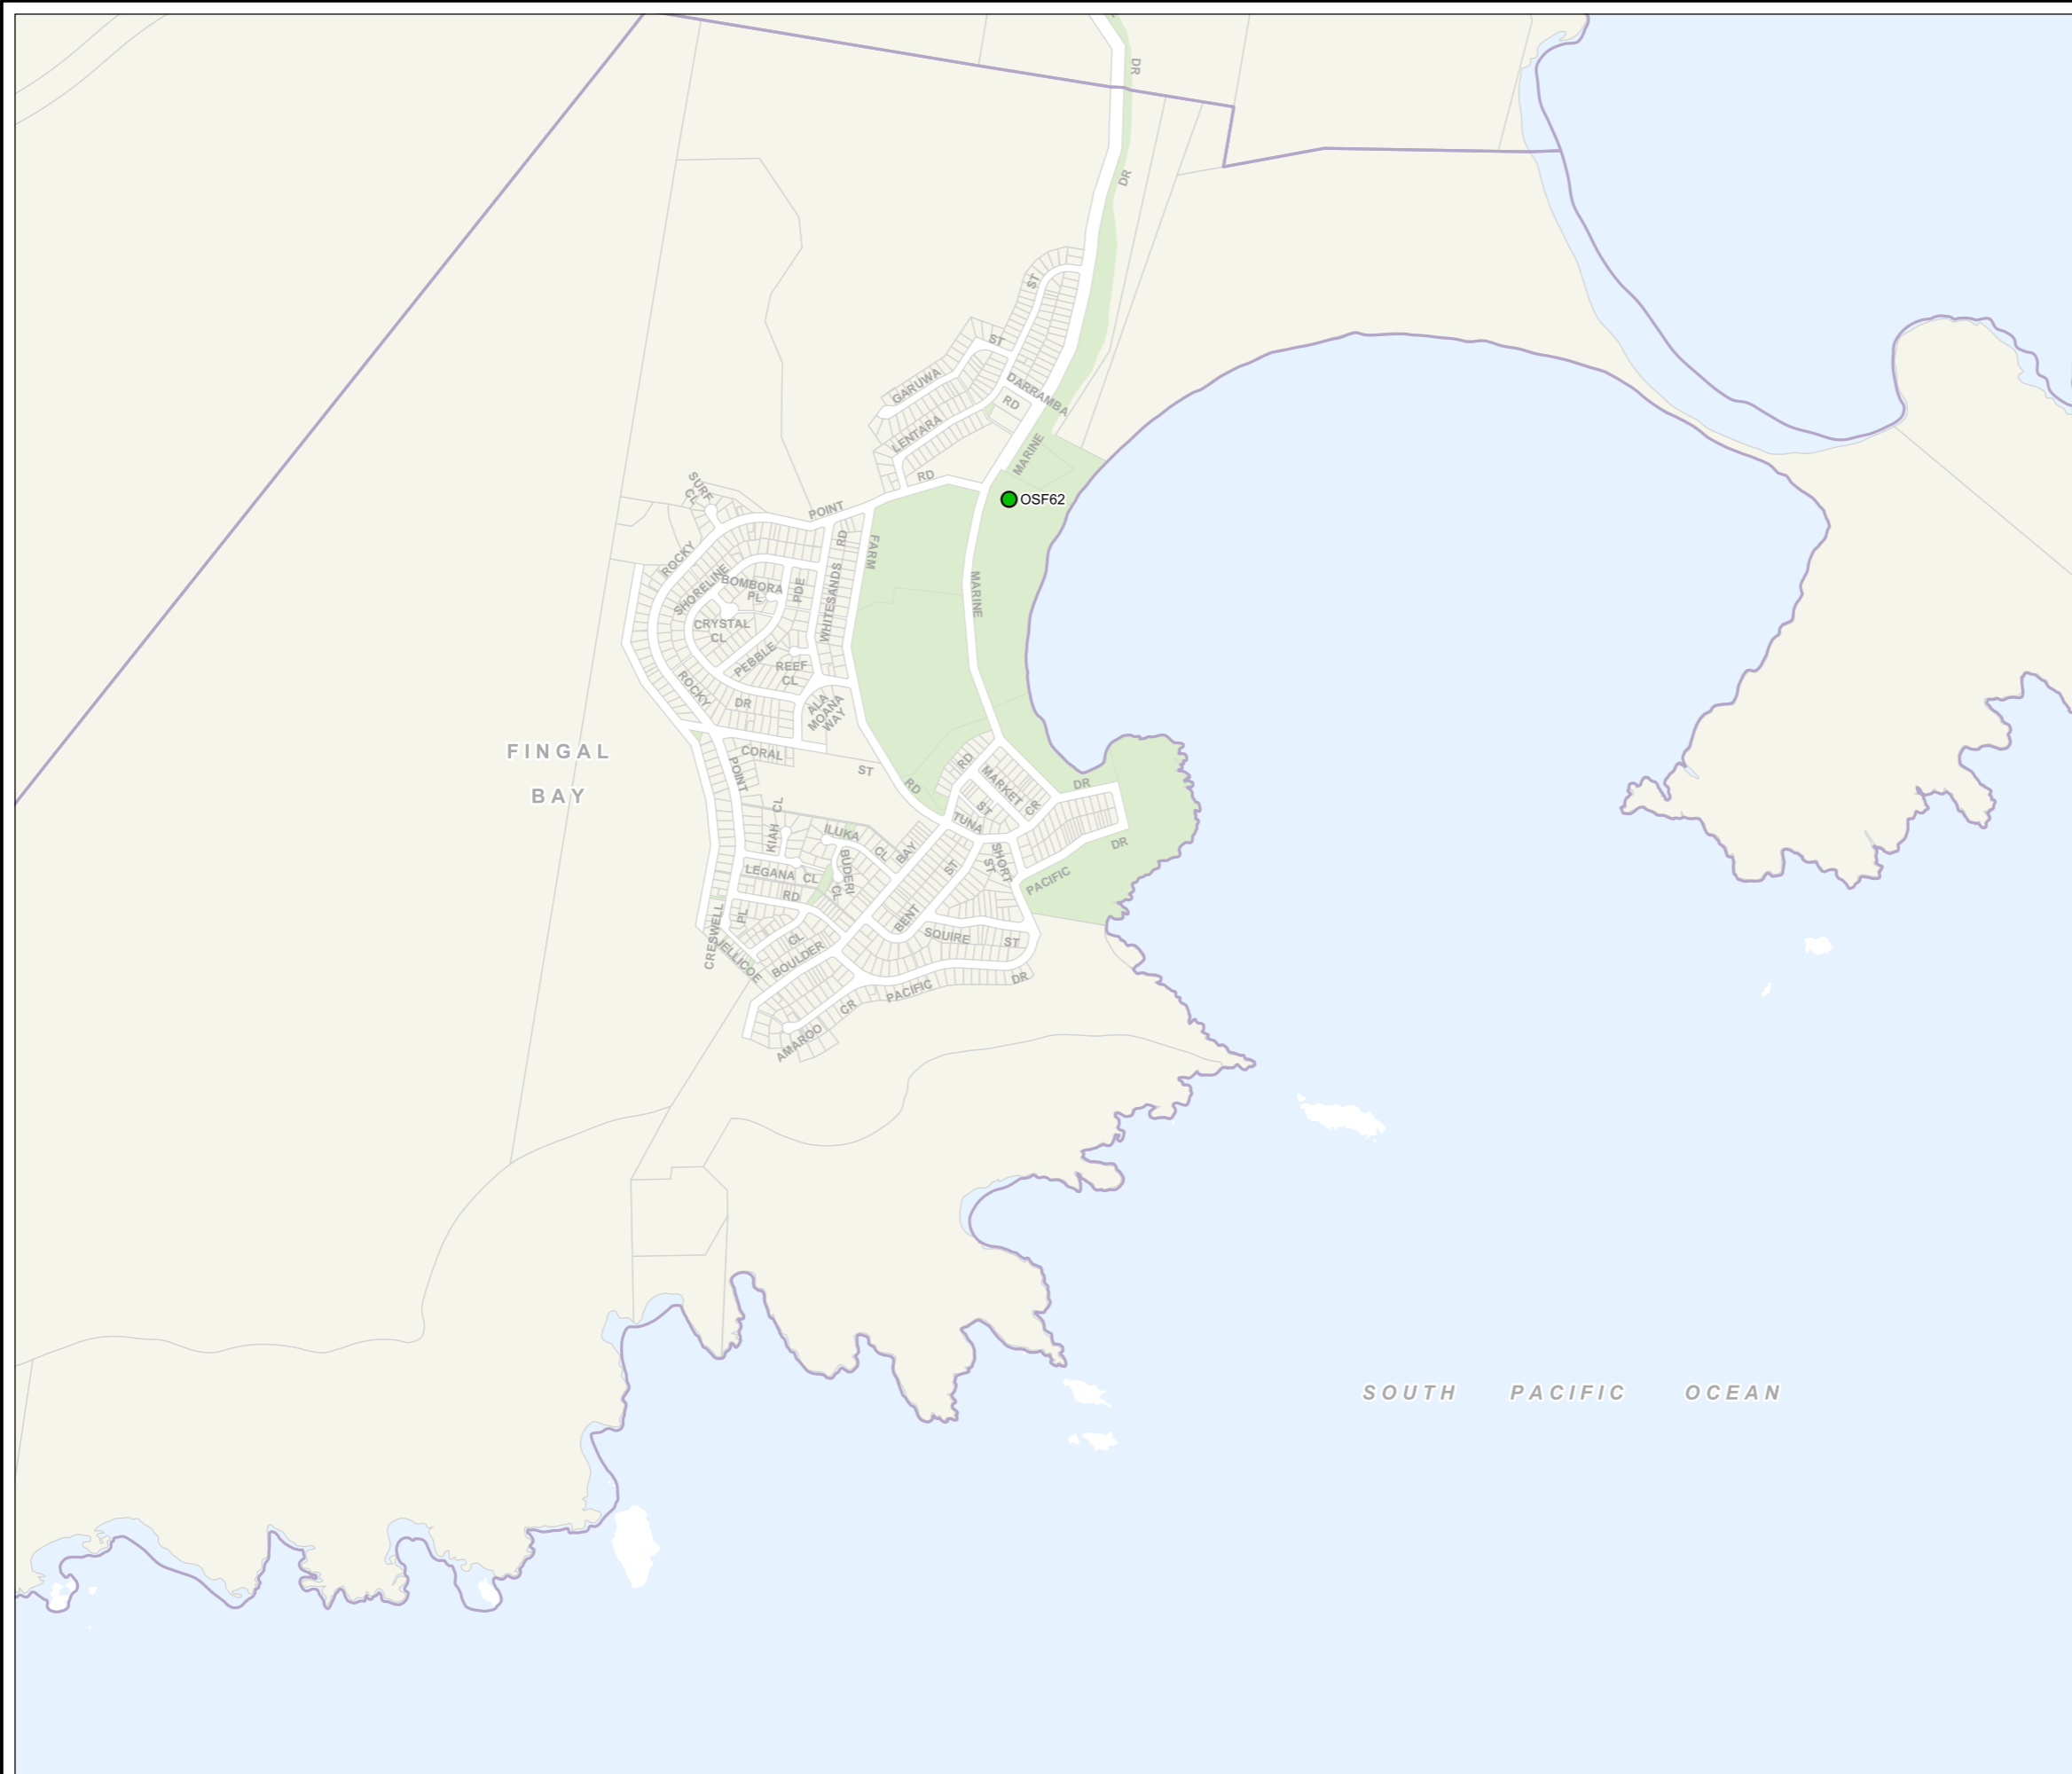 DR
DR
ST
ST
GARUWA
DARRAMBA
RD
LENTARA
MARINE
RD
SURF
CL
OSF62
POINT
RD
FARM
ROCKY
SHORELINE
BOMBORA
PL
PDE
WHITESANDS
MARINE
CRYSTAL
CL
PEBBLE
REEF
CL
ROCKY
DR
ALA
MOANA
WAY
FINGAL
BAY
CORAL
ST
POINT
RD
RD
MARKET
ST
CR
DR
TUNA
CL
KIAH
ILUKA
CL
BAY
BUDERI
CL
ST
SHORT
ST
DR
PACIFIC
LEGANA
CL
RD
PL
CRESWELL
JELLICOE
CL
BOULDER
BENT
SQUIRE
ST
PACIFIC
DR
CR
AMAROO
SOUTH PACIFIC OCEAN